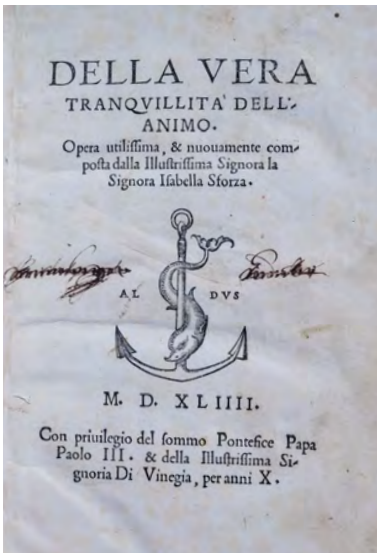 DELLA VERA
TRANQVILLITA' DELL'
ANIMO.
Opera utiliſſima, & nuouamente com-
poſta dalla Illuſtriſſima Signora la
Signora Iſabella Sforza.
AL DVS
M. D. XLIIII.
Con priuilegio del ſommo Pontefice Papa
Paolo III. & della Illuſtriſſima Si-
gnoria Di Vinegia, per anni X.